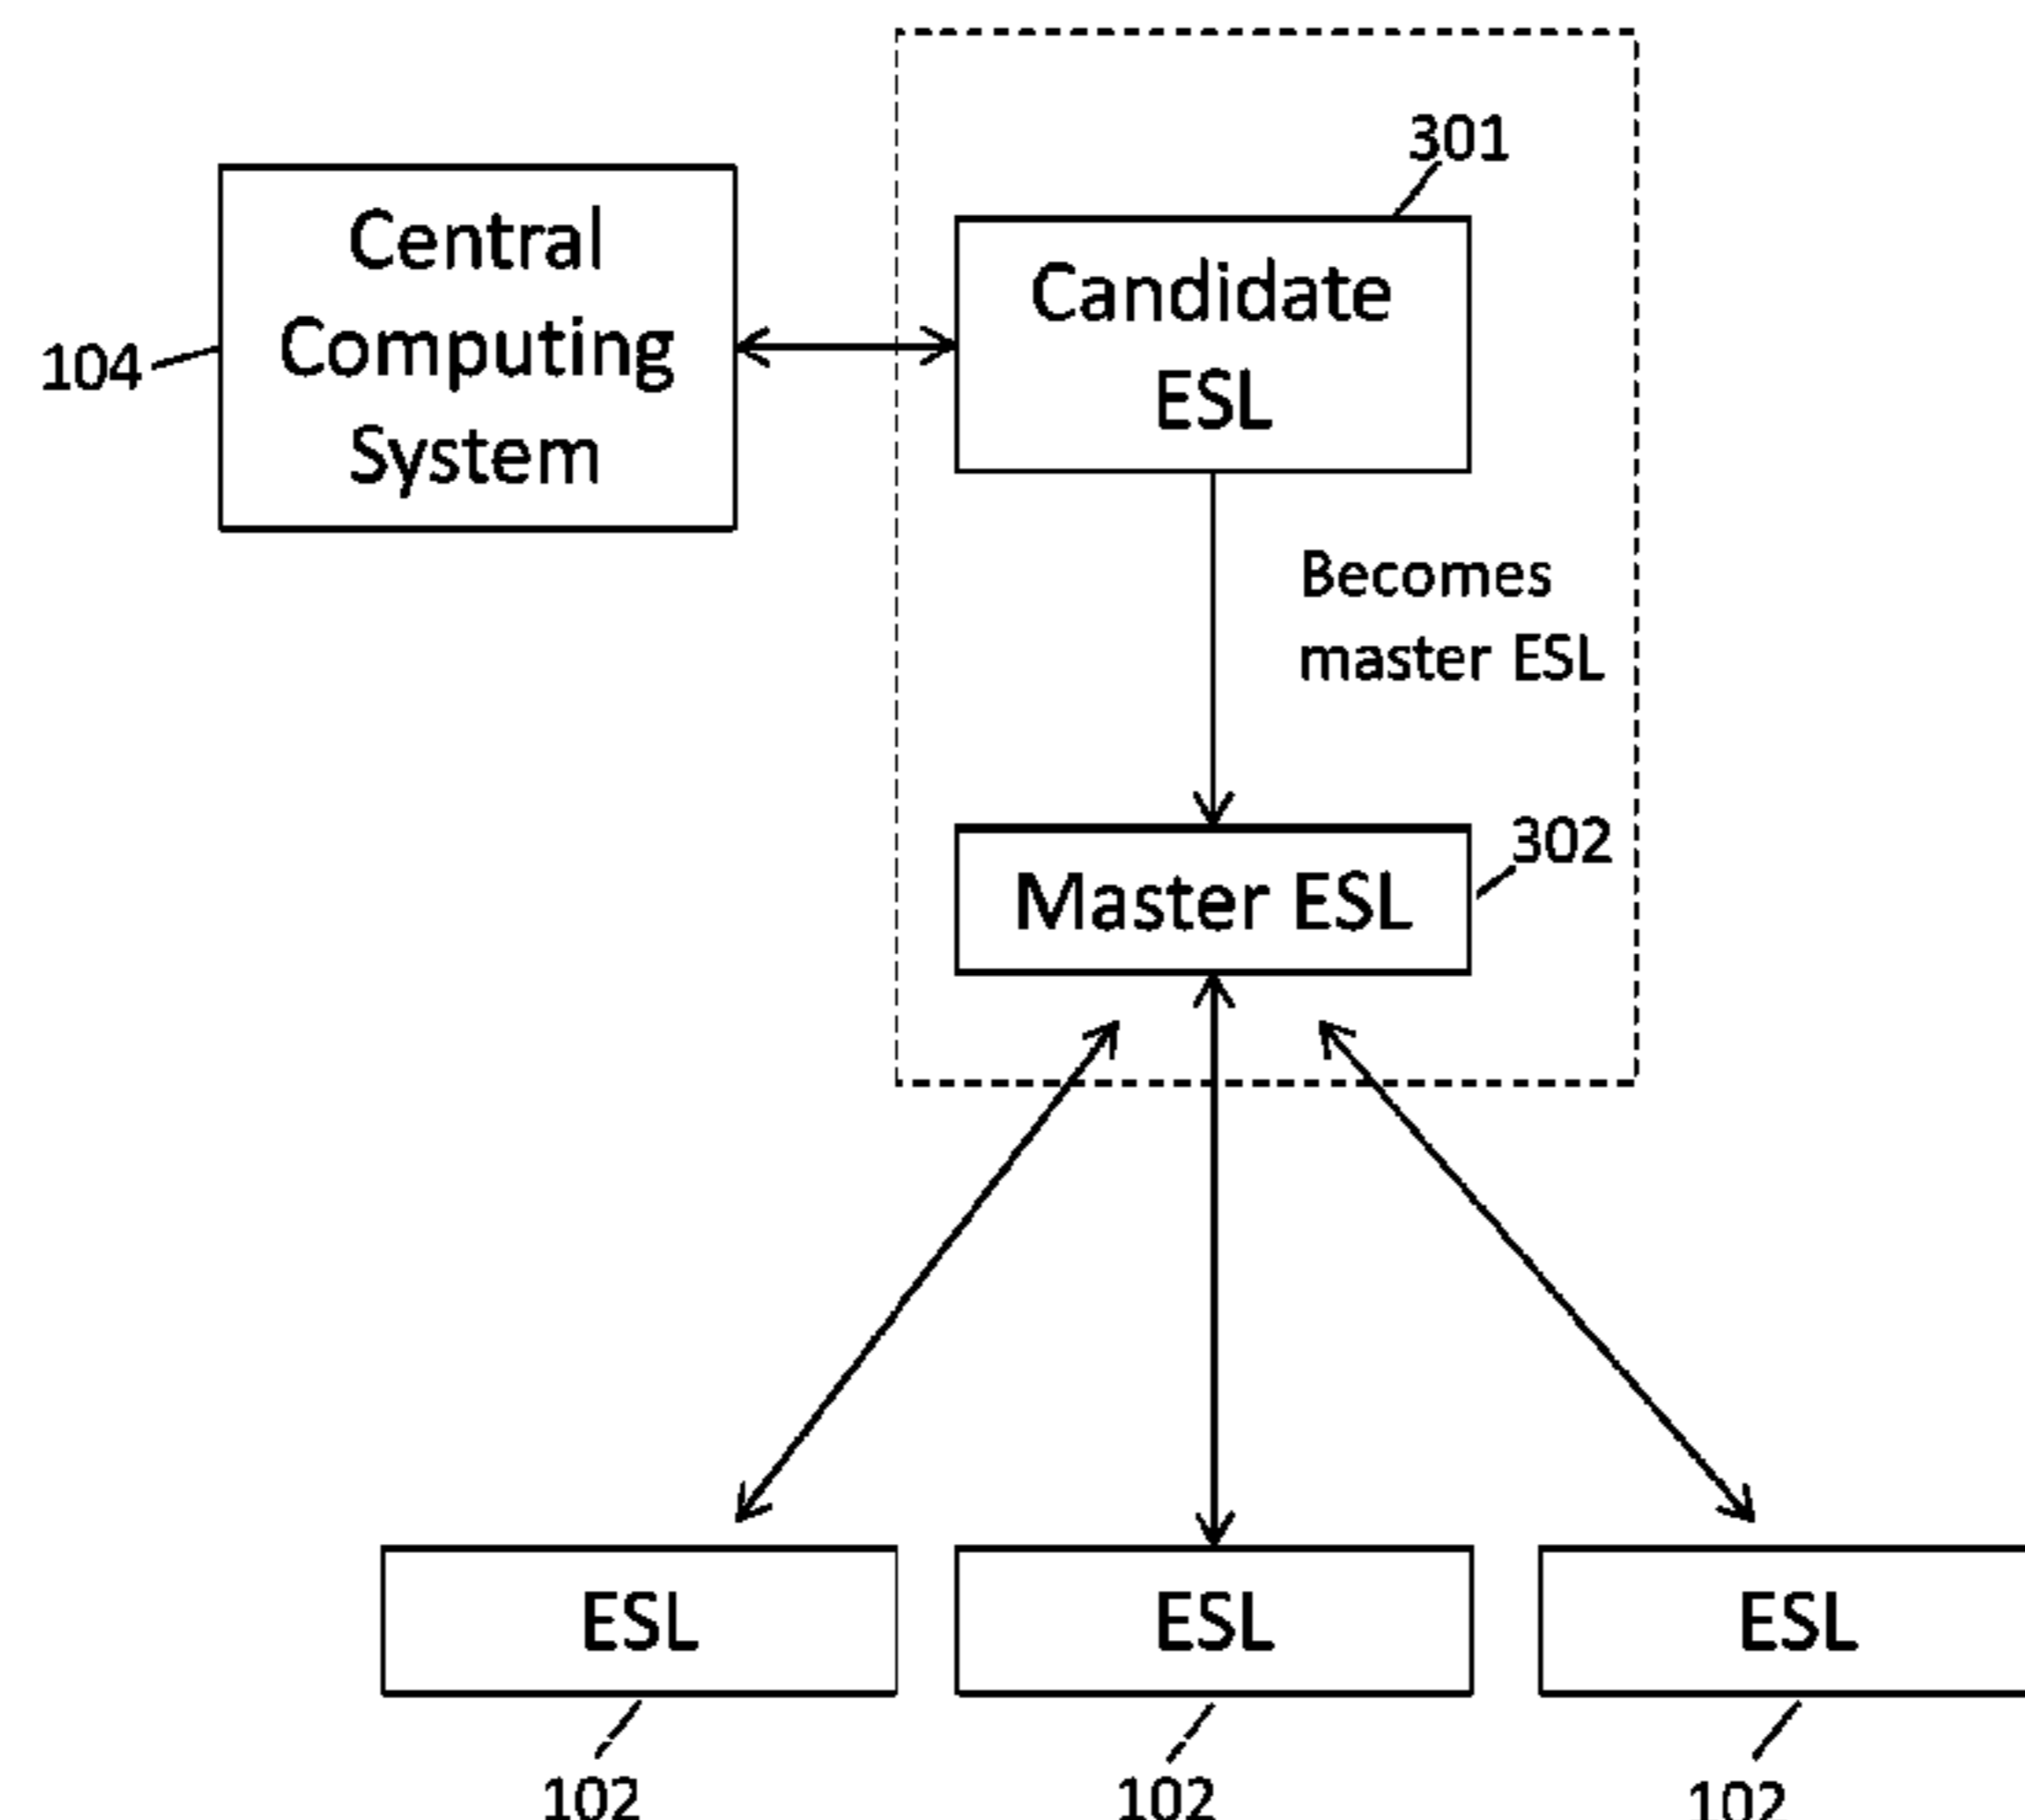 301
Central
Computing
System
104
Candidate
ESL
Becomes
master ESL
302
Master ESL
ESL
ESL
ESL
102
102
102